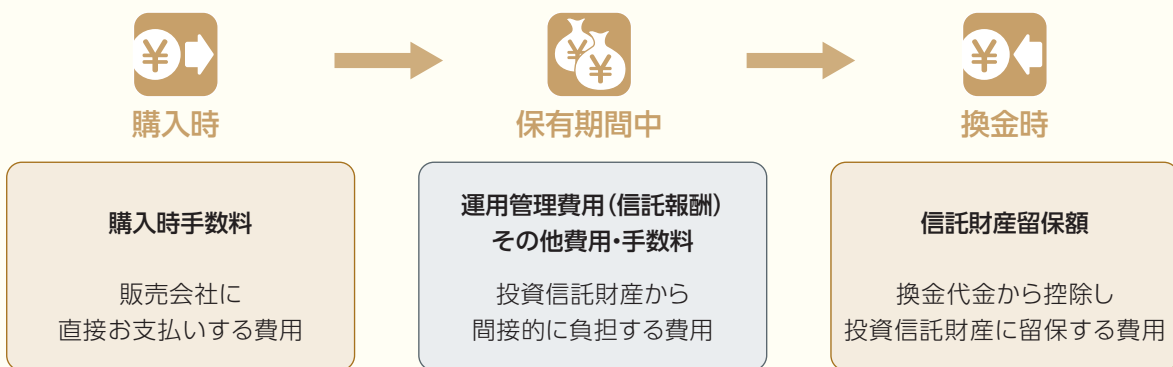 ¥
¥
¥
¥
購入時
保有期間中
換金時
購入時手数料
販売会社に
直接お支払いする費用
運用管理費用(信託報酬)
その他費用・手数料
投資信託財産から
間接的に負担する費用
信託財産留保額
換金代金から控除し
投資信託財産に留保する費用